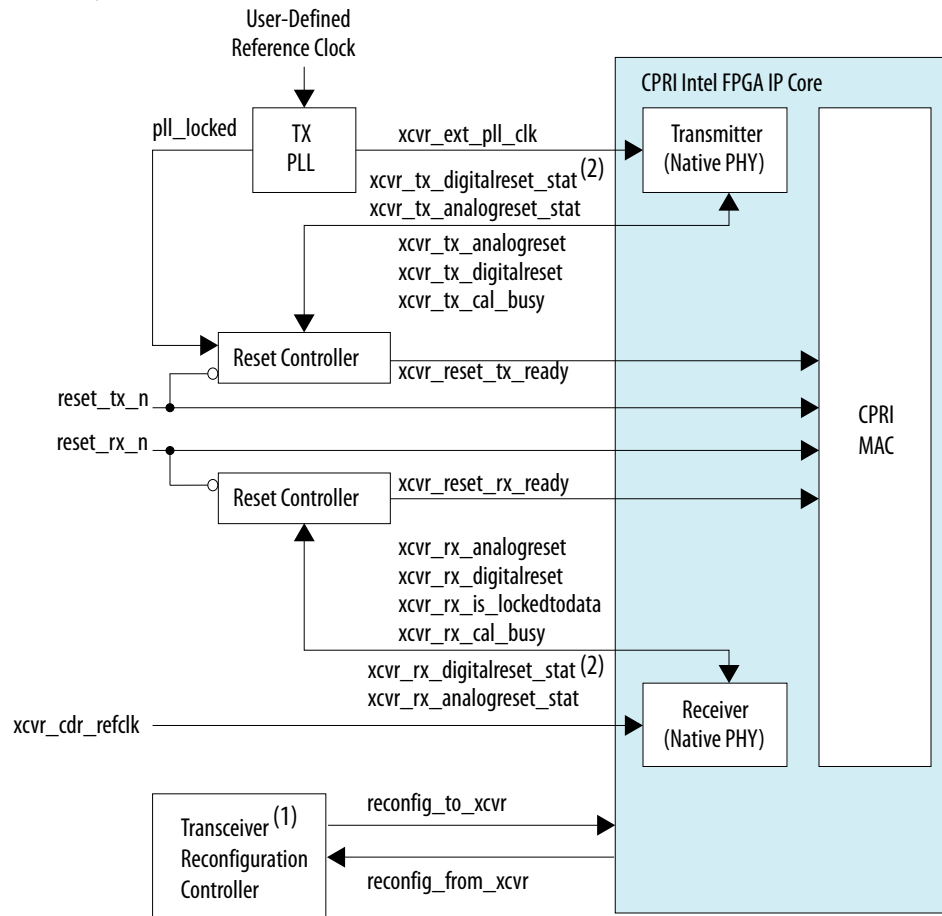 User-Defined
Reference Clock
CPRI Intel FPGA IP Core
pll_locked
TX
PLL
xcvr_ext_pll_clk
Transmitter
(Native PHY)
xcvr_tx_digitalreset_stat (2)
xcvr_tx_analogreset_stat
xcvr_tx_analogreset
xcvr_tx_digitalreset
xcvr_tx_cal_busy
Reset Controller
xcvr_reset_tx_ready
reset_tx_n
CPRI
MAC
reset_rx_n
Reset Controller
xcvr_reset_rx_ready
xcvr_rx_analogreset
xcvr_rx_digitalreset
xcvr_rx_is_lockedtodata
xcvr_rx_cal_busy
xcvr_rx_digitalreset_stat (2)
xcvr_rx_analogreset_stat
xcvr_cdr_refclk
Receiver
(Native PHY)
Transceiver (1)
Reconfiguration
Controller
reconfig_to_xcvr
reconfig_from_xcvr